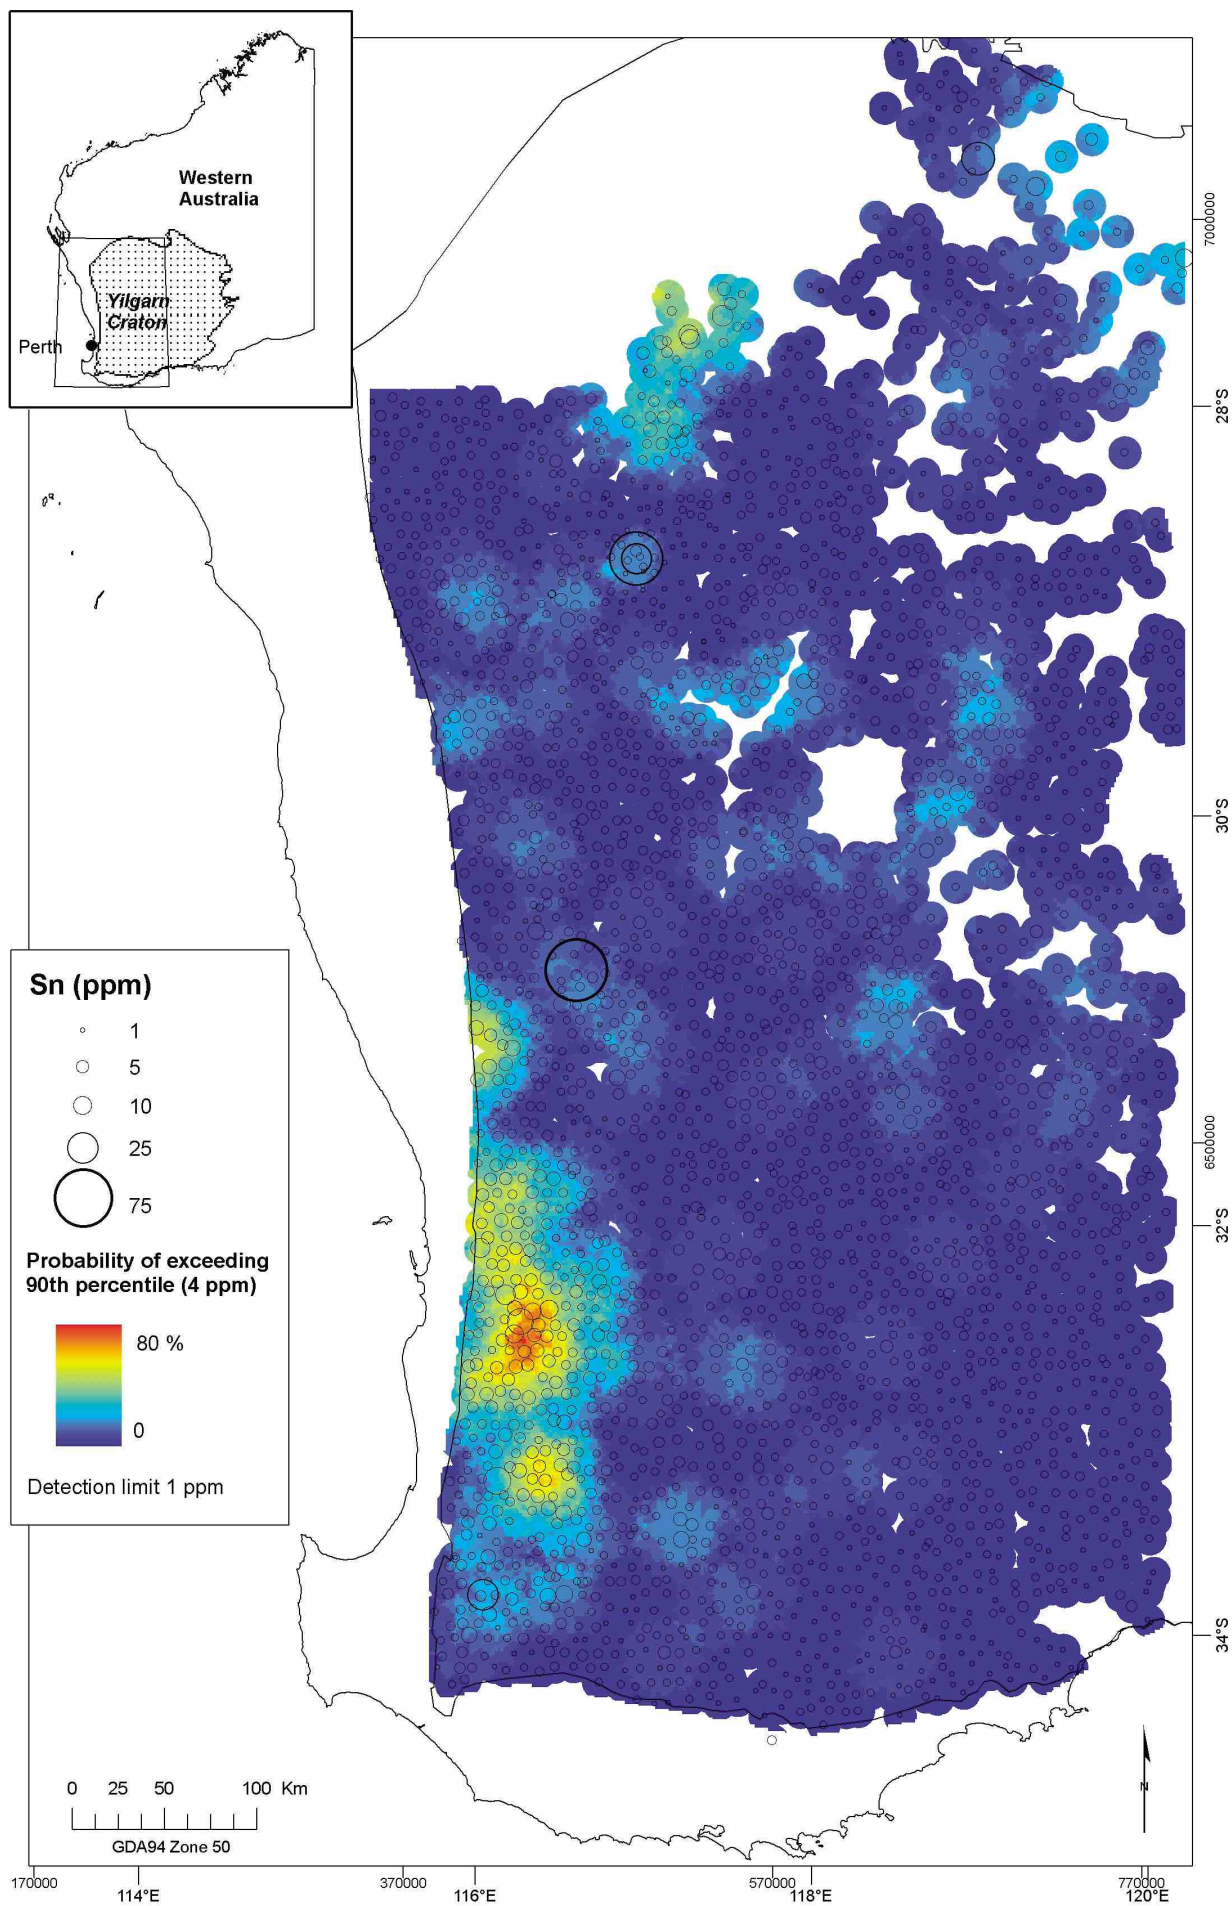 Western
Australia
Yilgarn
Craton
Perth
7000000
28°S
30°S
6500000
32°S
34°S
Sn (ppm)
1
5
10
25
75
Probability of exceeding
90th percentile (4 ppm)
80 %
0
Detection limit 1 ppm
0 25 50 100 Km
GDA94 Zone 50
N
170000 370000 570000 770000
114°E 116°E 118°E 120°E